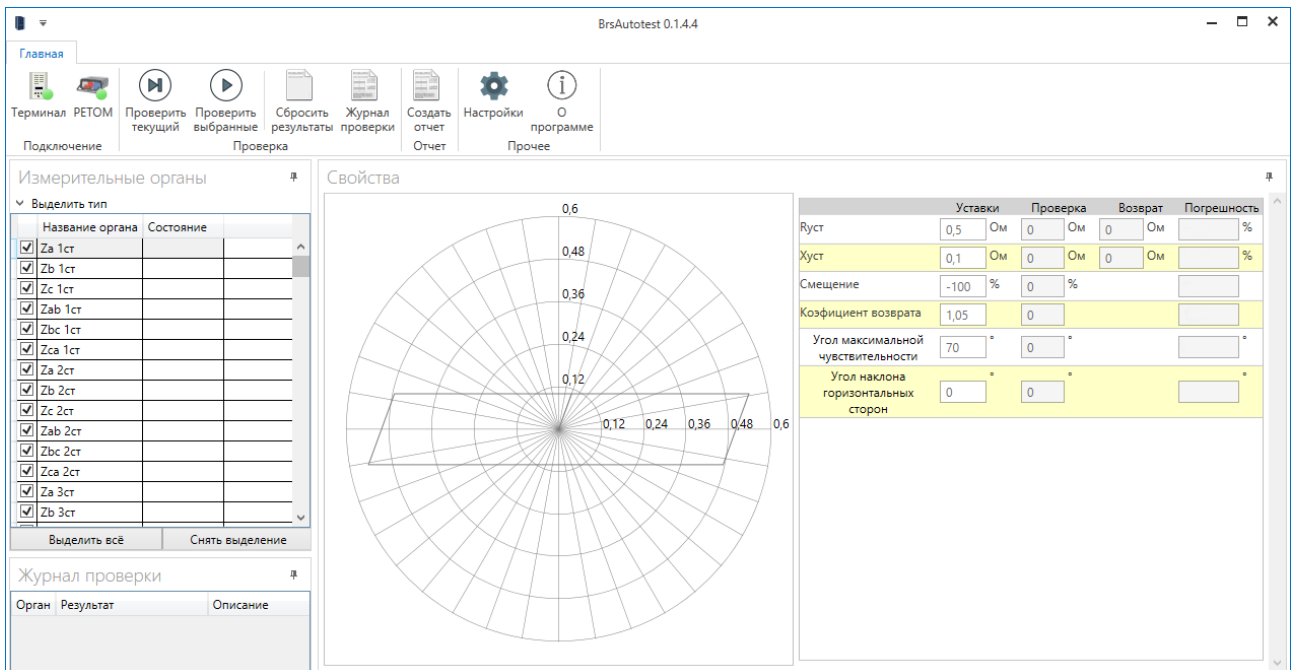 BrsAutotest 0.1.4.4
Главная
Терминал РЕТОМ Проверить текущий Проверить выбранные Сбросить результаты Журнал проверки Создать отчет Настройки О программе
Подключение Проверка Отчет Прочее
Измерительные органы
Выделить тип
Название органа Состояние
Za 1ст
Zb 1ст
Zc 1ст
Zab 1ст
Zbc 1ст
Zca 1ст
Za 2ст
Zb 2ст
Zc 2ст
Zab 2ст
Zbc 2ст
Zca 2ст
Za 3ст
Zb 3ст
Выделить всё Снять выделение
Журнал проверки
Орган Результат Описание
Свойства
0,6
0,48
0,36
0,24
0,12
0,12 0,24 0,36 0,48 0,6
Уставки Проверка Возврат Погрешность
Rуст 0,5 Ом 0 Ом 0 Ом %
Xуст 0,1 Ом 0 Ом 0 Ом %
Смещение -100 % 0 %
Коэфициент возврата 1,05 0
Угол максимальной
чувствительности 70 ° 0 ° °
Угол наклона
горизонтальных 0 ° 0 ° °
сторон